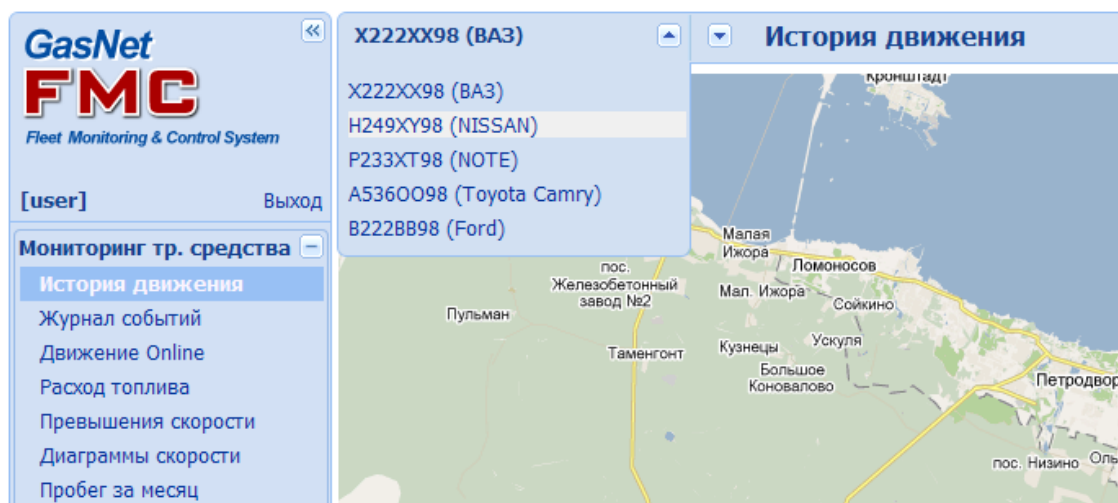 GasNet
FMC
Fleet Monitoring & Control System
[user] Выход
Мониторинг тр. средства
История движения
Журнал событий
Движение Online
Расход топлива
Превышения скорости
Диаграммы скорости
Пробег за месяц
X222XX98 (ВАЗ)
X222XX98 (ВАЗ)
H249XY98 (NISSAN)
P233XT98 (NOTE)
A536OO98 (Toyota Camry)
B222BB98 (Ford)
История движения
Кронштадт
Малая
Ижора
Ломоносов
пос.
Железобетонный
завод №2
Мал. Ижора
Сойкино
Пульман
Таменгонт
Кузнецы
Ускуля
Большое
Коновалово
Петродвор
пос. Низино
Оль